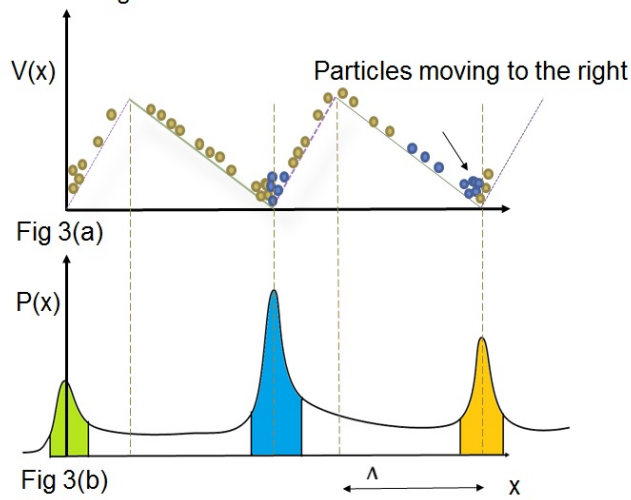 V(x)
Particles moving to the right
Fig 3(a)
P(x)
Fig 3(b)
Λ
x